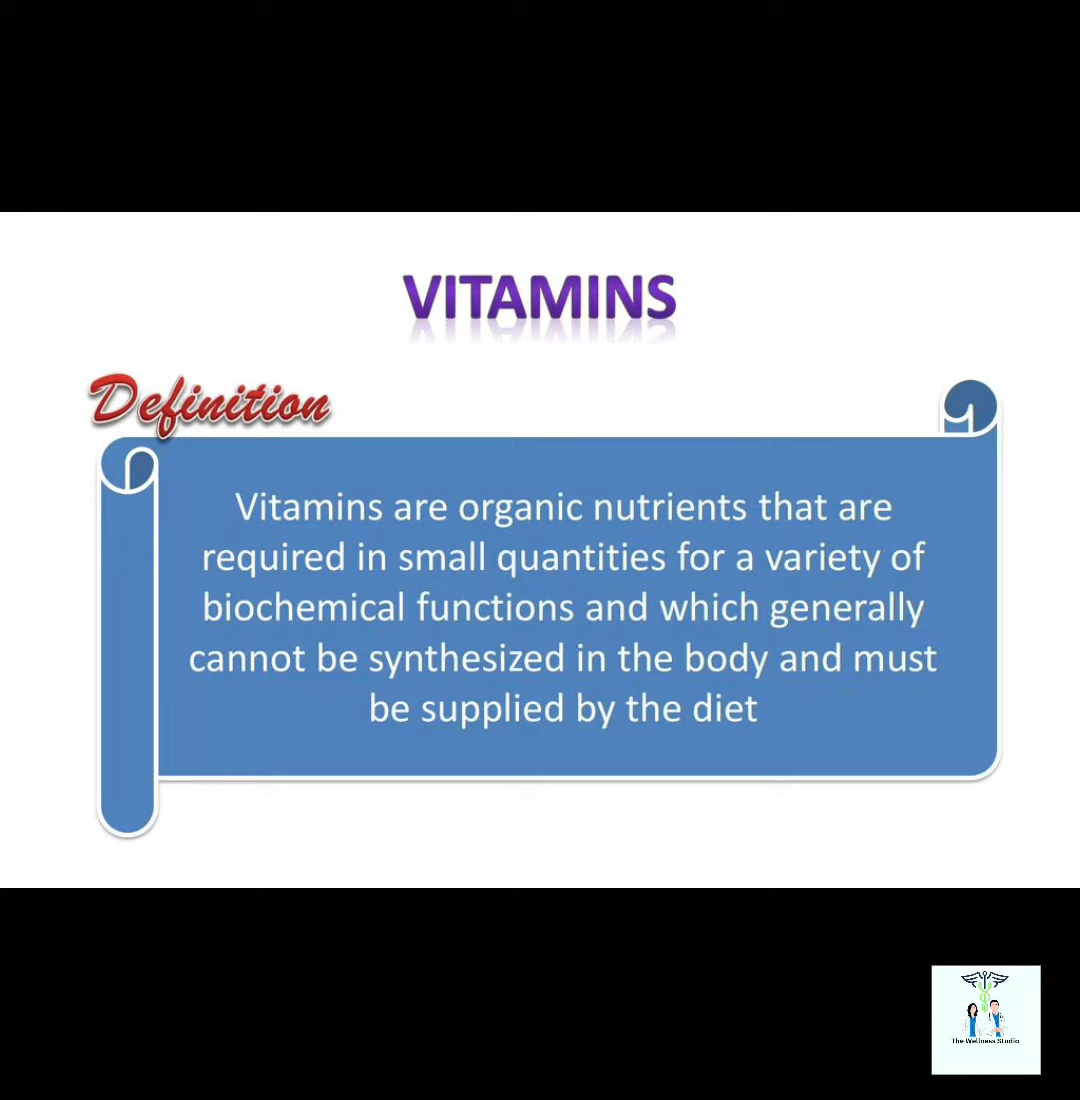 VITAMINS
Definition
Vitamins are organic nutrients that are
required in small quantities for a variety of
biochemical functions and which generally
cannot be synthesized in the body and must
be supplied by the diet
The Wellness Studio